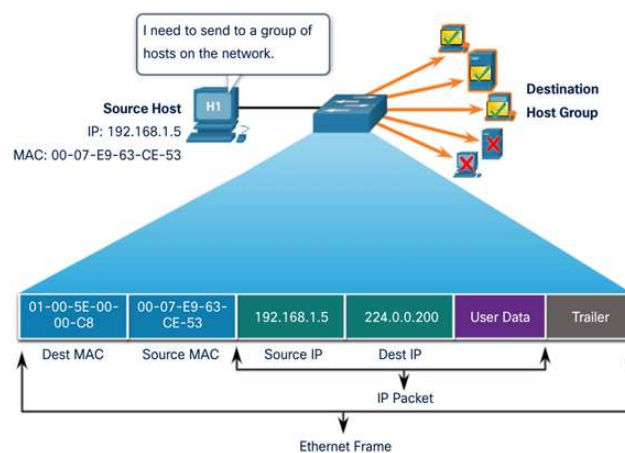 I need to send to a group of
hosts on the network.
Source Host
IP: 192.168.1.5
MAC: 00-07-E9-63-CE-53
H1
Destination
Host Group
01-00-5E-00-
00-C8
00-07-E9-63-
CE-53
192.168.1.5
224.0.0.200
User Data
Trailer
Dest MAC
Source MAC
Source IP
Dest IP
IP Packet
Ethernet Frame